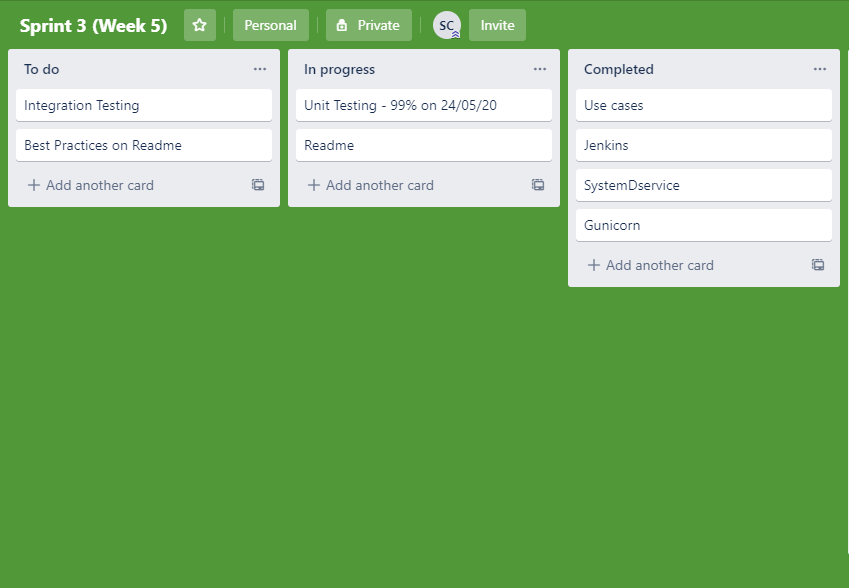 Sprint 3 (Week 5) Personal Private SC Invite
To do
Integration Testing
Best Practices on Readme
Add another card
In progress
Unit Testing - 99% on 24/05/20
Readme
Add another card
Completed
Use cases
Jenkins
SystemDservice
Gunicorn
Add another card